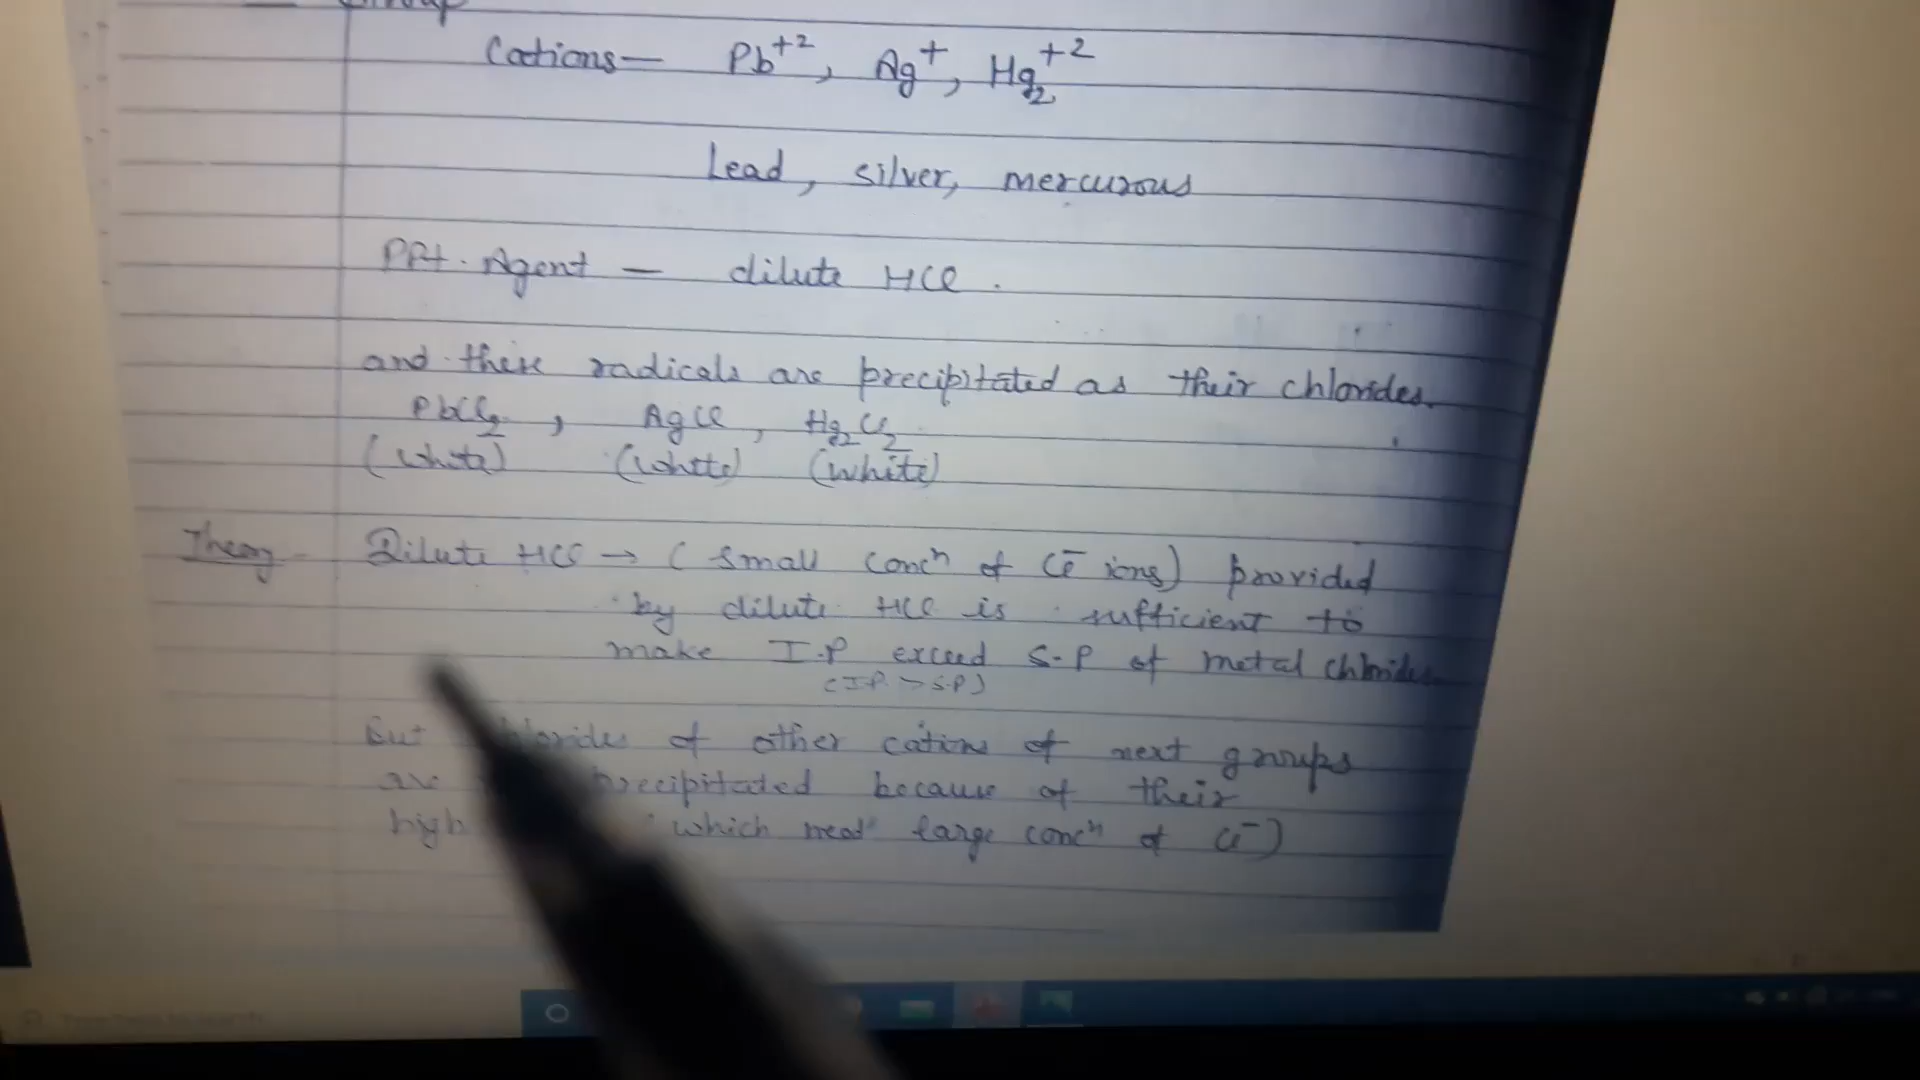 Cations— Pb+2, Ag+, Hg2+2
Lead, silver, mercurous
PPt. Agent — dilute HCl.
and these radicals are precipitated as their chlorides.
PbCl2, AgCl, Hg2Cl2
(white) (white) (white)
Theory - Dilute HCl → (small concn of Cl- ions) provided
by dilute HCl is sufficient to
make I.P exceed S.P of metal chlorides
(I.P. > S.P)
But chlorides of other cations of next groups
are precipitated because of their
high which need large concn of Cl-)